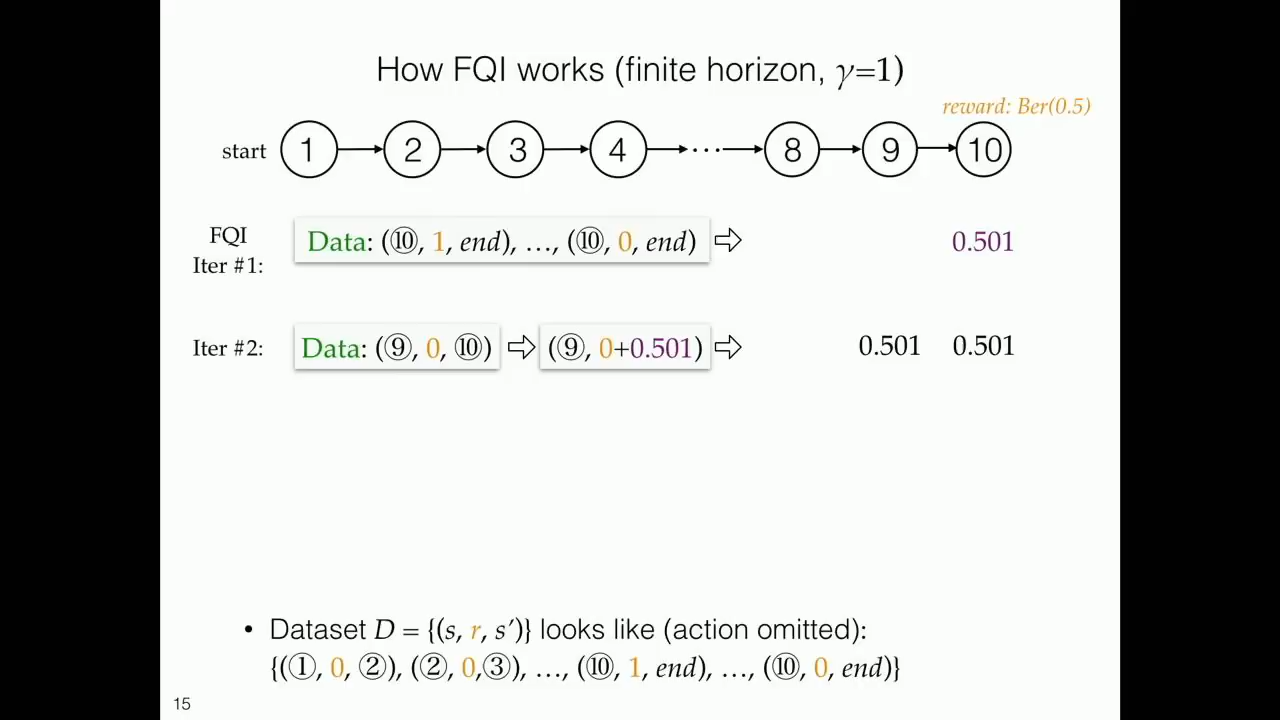 How FQI works (finite horizon, γ=1)
reward: Ber(0.5)
start 1 2 3 4 ··· 8 9 10
FQI
Iter #1:
Data: (⑩, 1, end), …, (⑩, 0, end) ⇨ 0.501
Iter #2:
Data: (⑨, 0, ⑩) ⇨ (⑨, 0+0.501) ⇨ 0.501 0.501
• Dataset D = {(s, r, s′)} looks like (action omitted):
{(①, 0, ②), (②, 0,③), …, (⑩, 1, end), …, (⑩, 0, end)}
15